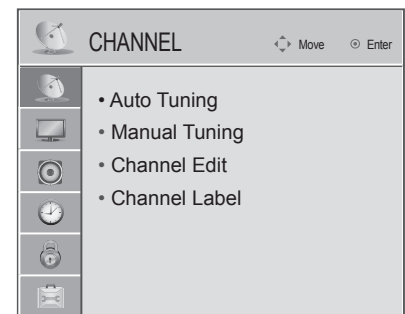 CHANNEL Move Enter
• Auto Tuning
• Manual Tuning
• Channel Edit
• Channel Label